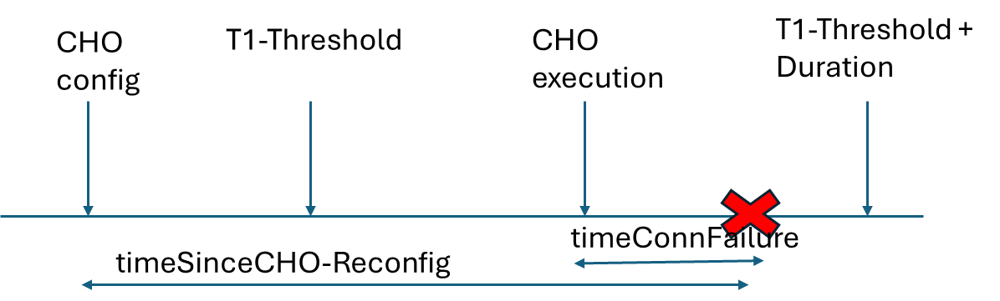 CHO
config
T1-Threshold
CHO
execution
T1-Threshold +
Duration
timeConnFailure
timeSinceCHO-Reconfig